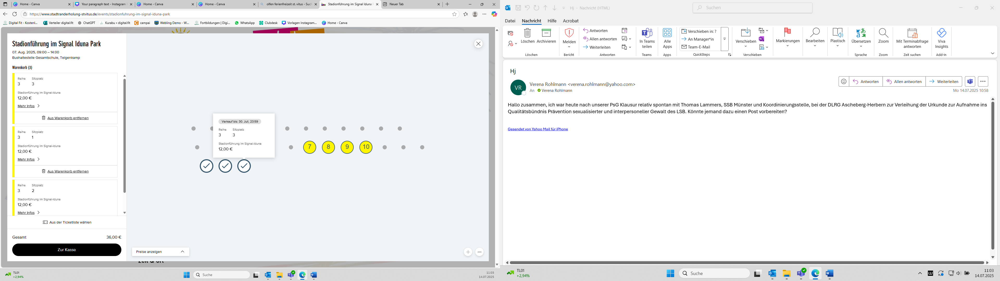 Home - Canva
Your paragraph text - Instagram
Home - Canva
Home - Canva
olfen ferienfreizeit st. vitus - Suc
Stadionführung im Signal Iduna
Neuer Tab
https://www.stadtranderholung-stvitus.de/events/stadionfuhrung-im-signal-iduna-park
Digital Fit - Kostenl...
Verteiler digital.fit
ChatGPT
Kurabu • digital.fit
campai
Webling Demo - W...
Fortbildungen | Digi...
WhatsApp
Clubdesk
Vorlagen Instagram...
Home - Canva
Stadionführung im Signal Iduna Park
07. Aug. 2025, 09:00 – 14:00
Bushaltestelle Gesamtschule, Telgenkamp
Warenkorb (3)
Reihe Sitzplatz
3 3
Stadionführung im Signal-Iduna
12,00 €
Mehr Infos
Aus Warenkorb entfernen
Reihe Sitzplatz
3 1
Stadionführung im Signal-Iduna
12,00 €
Mehr Infos
Aus Warenkorb entfernen
Reihe Sitzplatz
3 2
Stadionführung im Signal-Iduna
12,00 €
Mehr Infos
Aus der Ticketliste wählen
Gesamt 36,00 €
Zur Kasse
Verkauf bis: 30. Juli, 23:59
Reihe Sitzplatz
3 3
Stadionführung im Signal-Iduna
12,00 €
7 8 9 10
Preise anzeigen
Zeit & Ort
TL01
+2,94%
Suche
11:03
14.07.2025
Hj - Nachricht (HTML)
Suchen
Datei Nachricht Hilfe Acrobat
Löschen
Archivieren
Löschen
Melden
Bericht
Antworten
Allen antworten
Weiterleiten
Antworten
In Teams
teilen
Teams
Alle
Apps
Apps
Verschieben in: ?
An Manager*in
Team-E-Mail
QuickSteps
Verschieben
Verschieben
Markierungen
Bearbeiten
Plastisch
Übersetzen
Sprache
Zoom
Zoom
Mit Terminabfrage
antworten
Zeit suchen
Viva
Insights
Add-In
Hj
VR
Verena Rohlmann <verena.rohlmann@yahoo.com>
An Verena Rohlmann
Antworten
Allen antworten
Weiterleiten
Mo 14.07.2025 10:58
Hallo zusammen, ich war heute nach unserer PsG Klausur relativ spontan mit Thomas Lammers, SSB Münster und Koordinierungsstelle, bei der DLRG Ascheberg-Herbern zur Verleihung der Urkunde zur Aufnahme ins
Qualitätsbündnis Prävention sexualisierter und interpersoneller Gewalt des LSB. Könnte jemand dazu einen Post vorbereiten?
Gesendet von Yahoo Mail für iPhone
TL01
+2,94%
Suche
11:03
14.07.2025